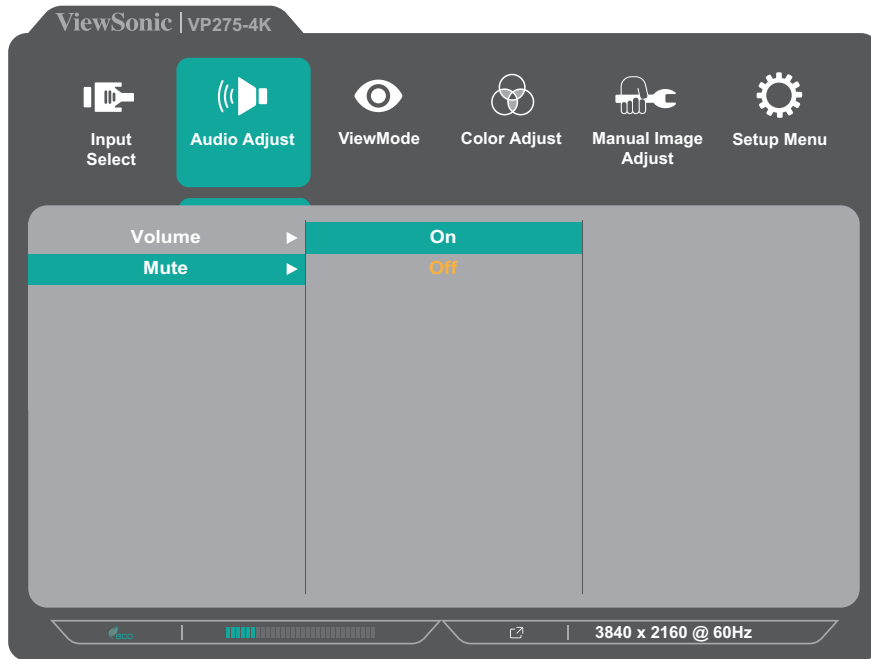 ViewSonic | VP275-4K
Input Select
Audio Adjust
ViewMode
Color Adjust
Manual Image Adjust
Setup Menu
Volume
On
Mute
Off
eco
3840 x 2160 @ 60Hz